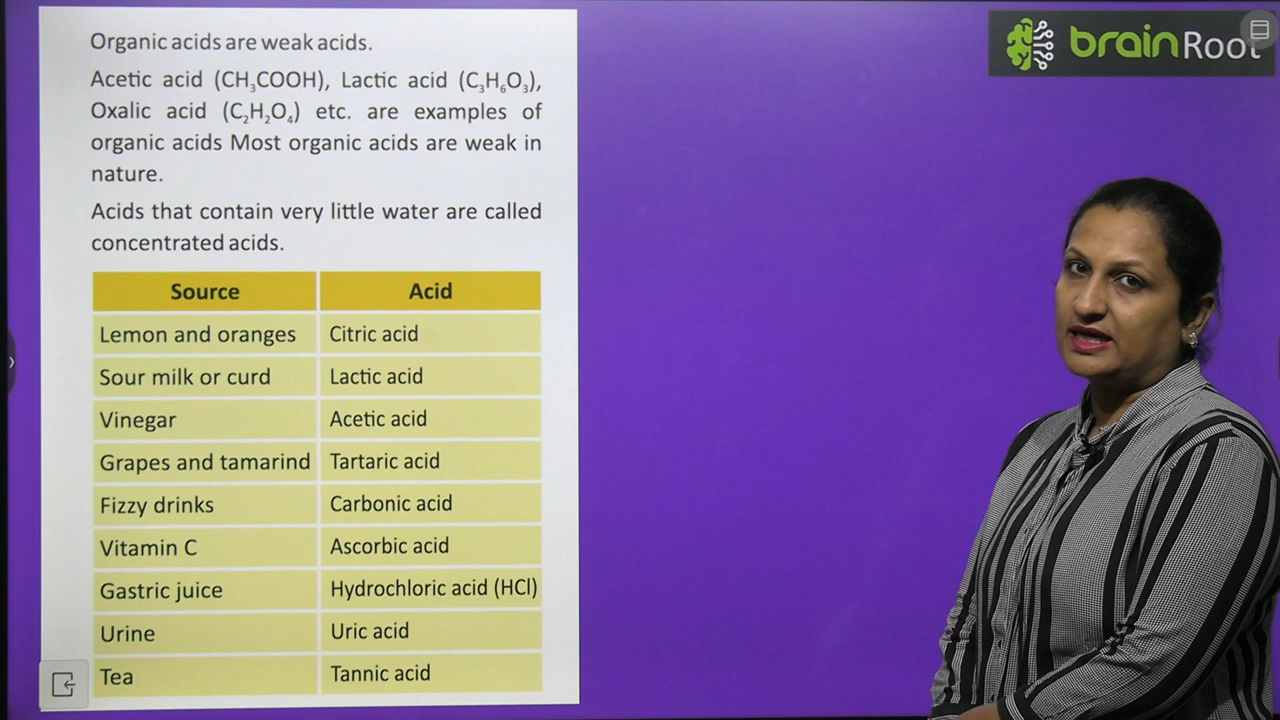 Organic acids are weak acids.
Acetic acid (CH₃COOH), Lactic acid (C₃H₆O₃),
Oxalic acid (C₂H₂O₄) etc. are examples of
organic acids Most organic acids are weak in
nature.
Acids that contain very little water are called
concentrated acids.
Source Acid
Lemon and oranges Citric acid
Sour milk or curd Lactic acid
Vinegar Acetic acid
Grapes and tamarind Tartaric acid
Fizzy drinks Carbonic acid
Vitamin C Ascorbic acid
Gastric juice Hydrochloric acid (HCl)
Urine Uric acid
Tea Tannic acid
brain Root